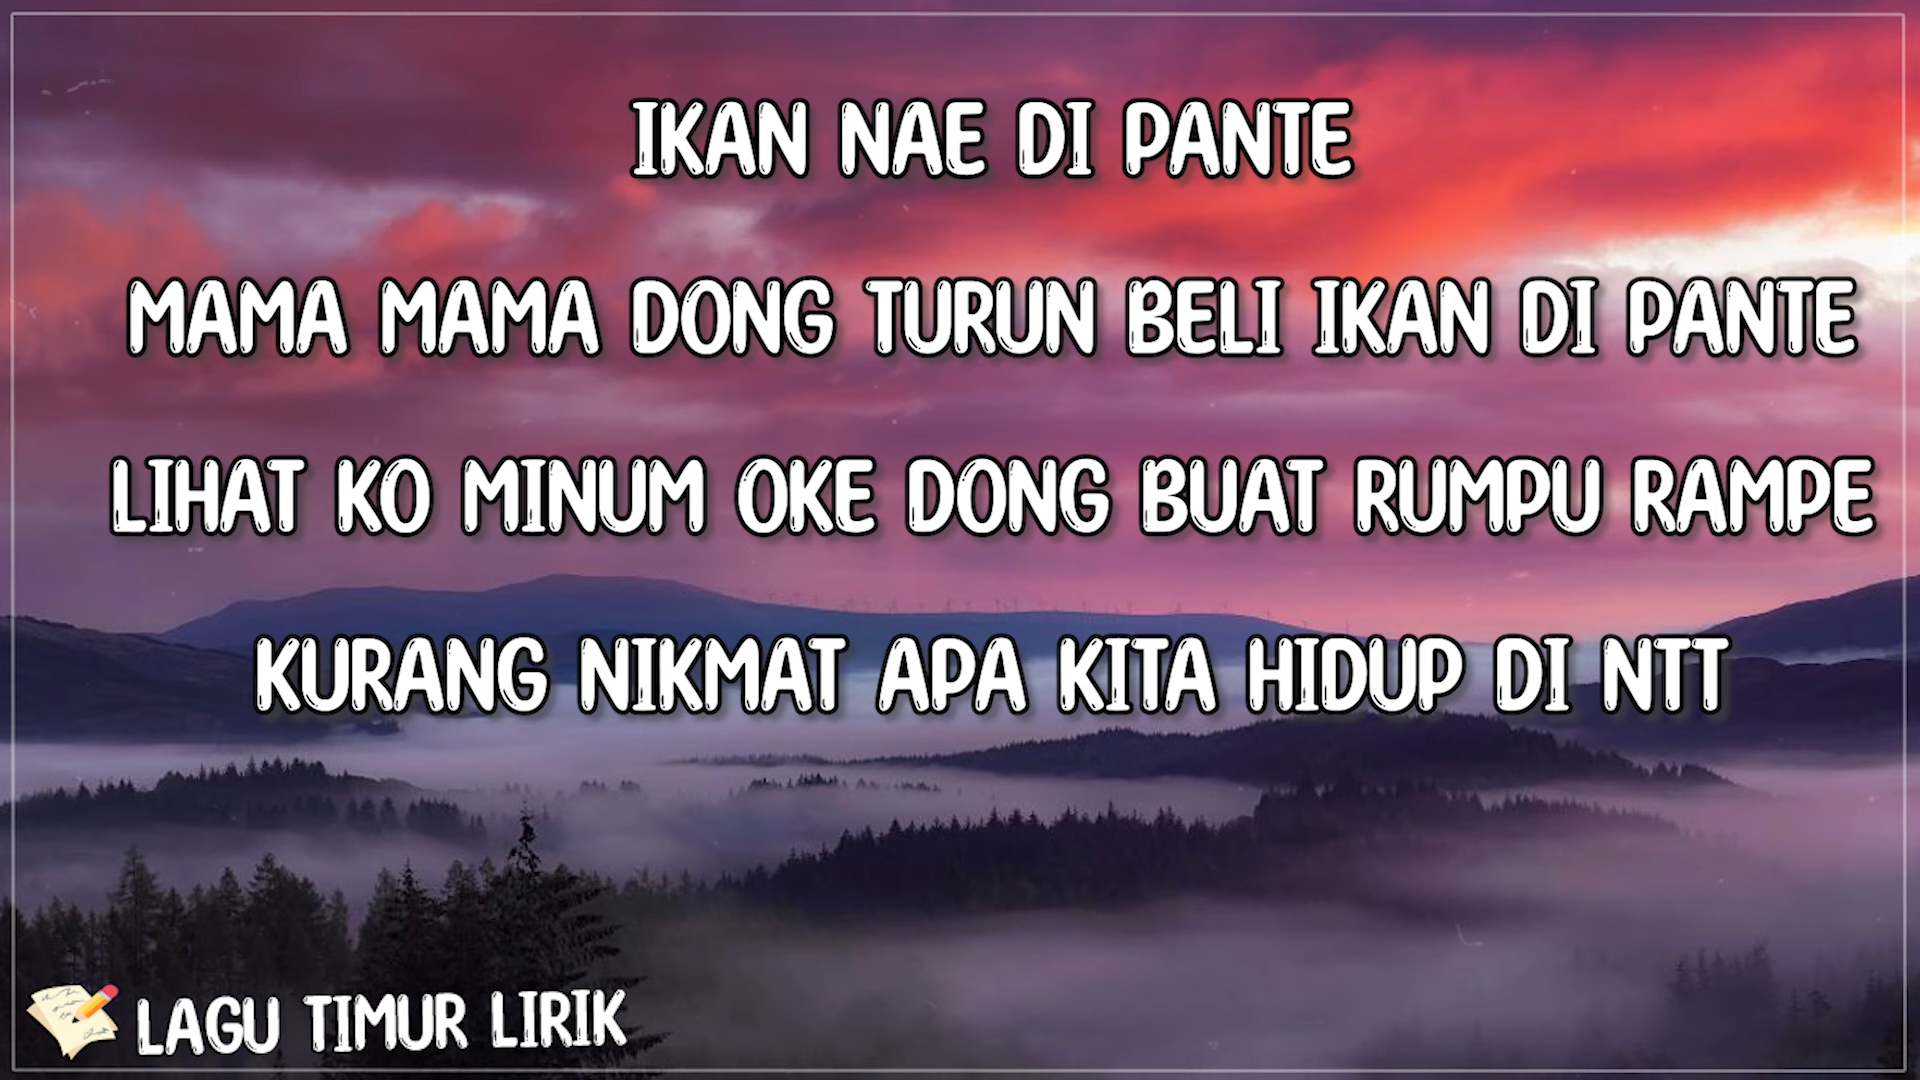 IKAN NAE DI PANTE
MAMA MAMA DONG TURUN BELI IKAN DI PANTE
LIHAT KO MINUM OKE DONG BUAT RUMPU RAMPE
KURANG NIKMAT APA KITA HIDUP DI NTT
LAGU TIMUR LIRIK